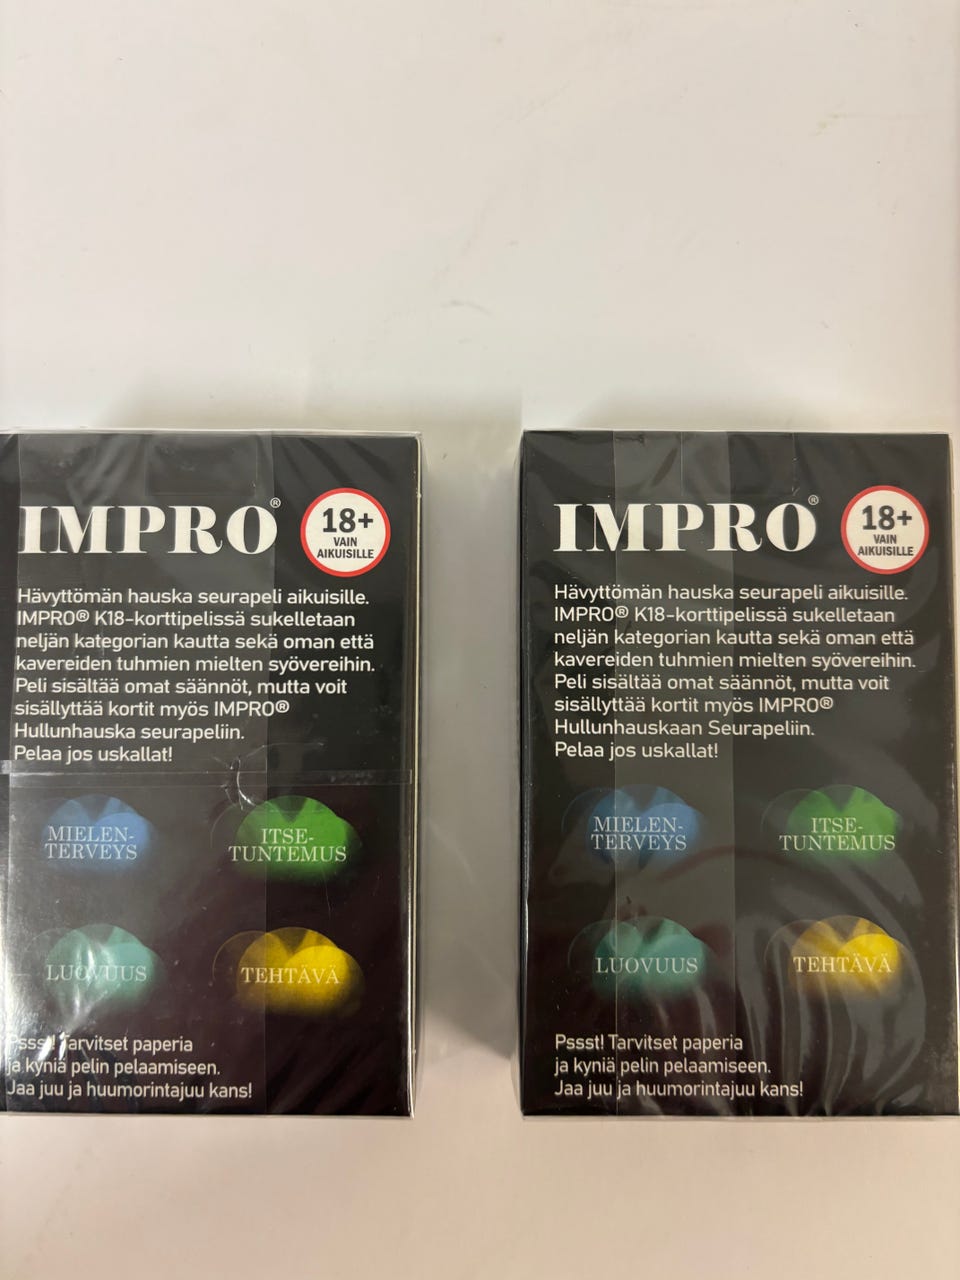 IMPRO®
18+
VAIN
AIKUISILLE
Hävyttömän hauska seurapeli aikuisille.
IMPRO® K18-korttipelissä sukelletaan
neljän kategorian kautta sekä oman että
kavereiden tuhmien mielten syövereihin.
Peli sisältää omat säännöt, mutta voit
sisällyttää kortit myös IMPRO®
Hullunhauska seurapeliin.
Pelaa jos uskallat!
MIELEN-
TERVEYS
ITSE-
TUNTEMUS
LUOVUUS
TEHTÄVÄ
Pssst! Tarvitset paperia
ja kyniä pelin pelaamiseen.
Jaa juu ja huumorintajuu kans!
IMPRO®
18+
VAIN
AIKUISILLE
Hävyttömän hauska seurapeli aikuisille.
IMPRO® K18-korttipelissä sukelletaan
neljän kategorian kautta sekä oman että
kavereiden tuhmien mielten syövereihin.
Peli sisältää omat säännöt, mutta voit
sisällyttää kortit myös IMPRO®
Hullunhauskaan Seurapeliin.
Pelaa jos uskallat!
MIELEN-
TERVEYS
ITSE-
TUNTEMUS
LUOVUUS
TEHTÄVÄ
Pssst! Tarvitset paperia
ja kyniä pelin pelaamiseen.
Jaa juu ja huumorintajuu kans!